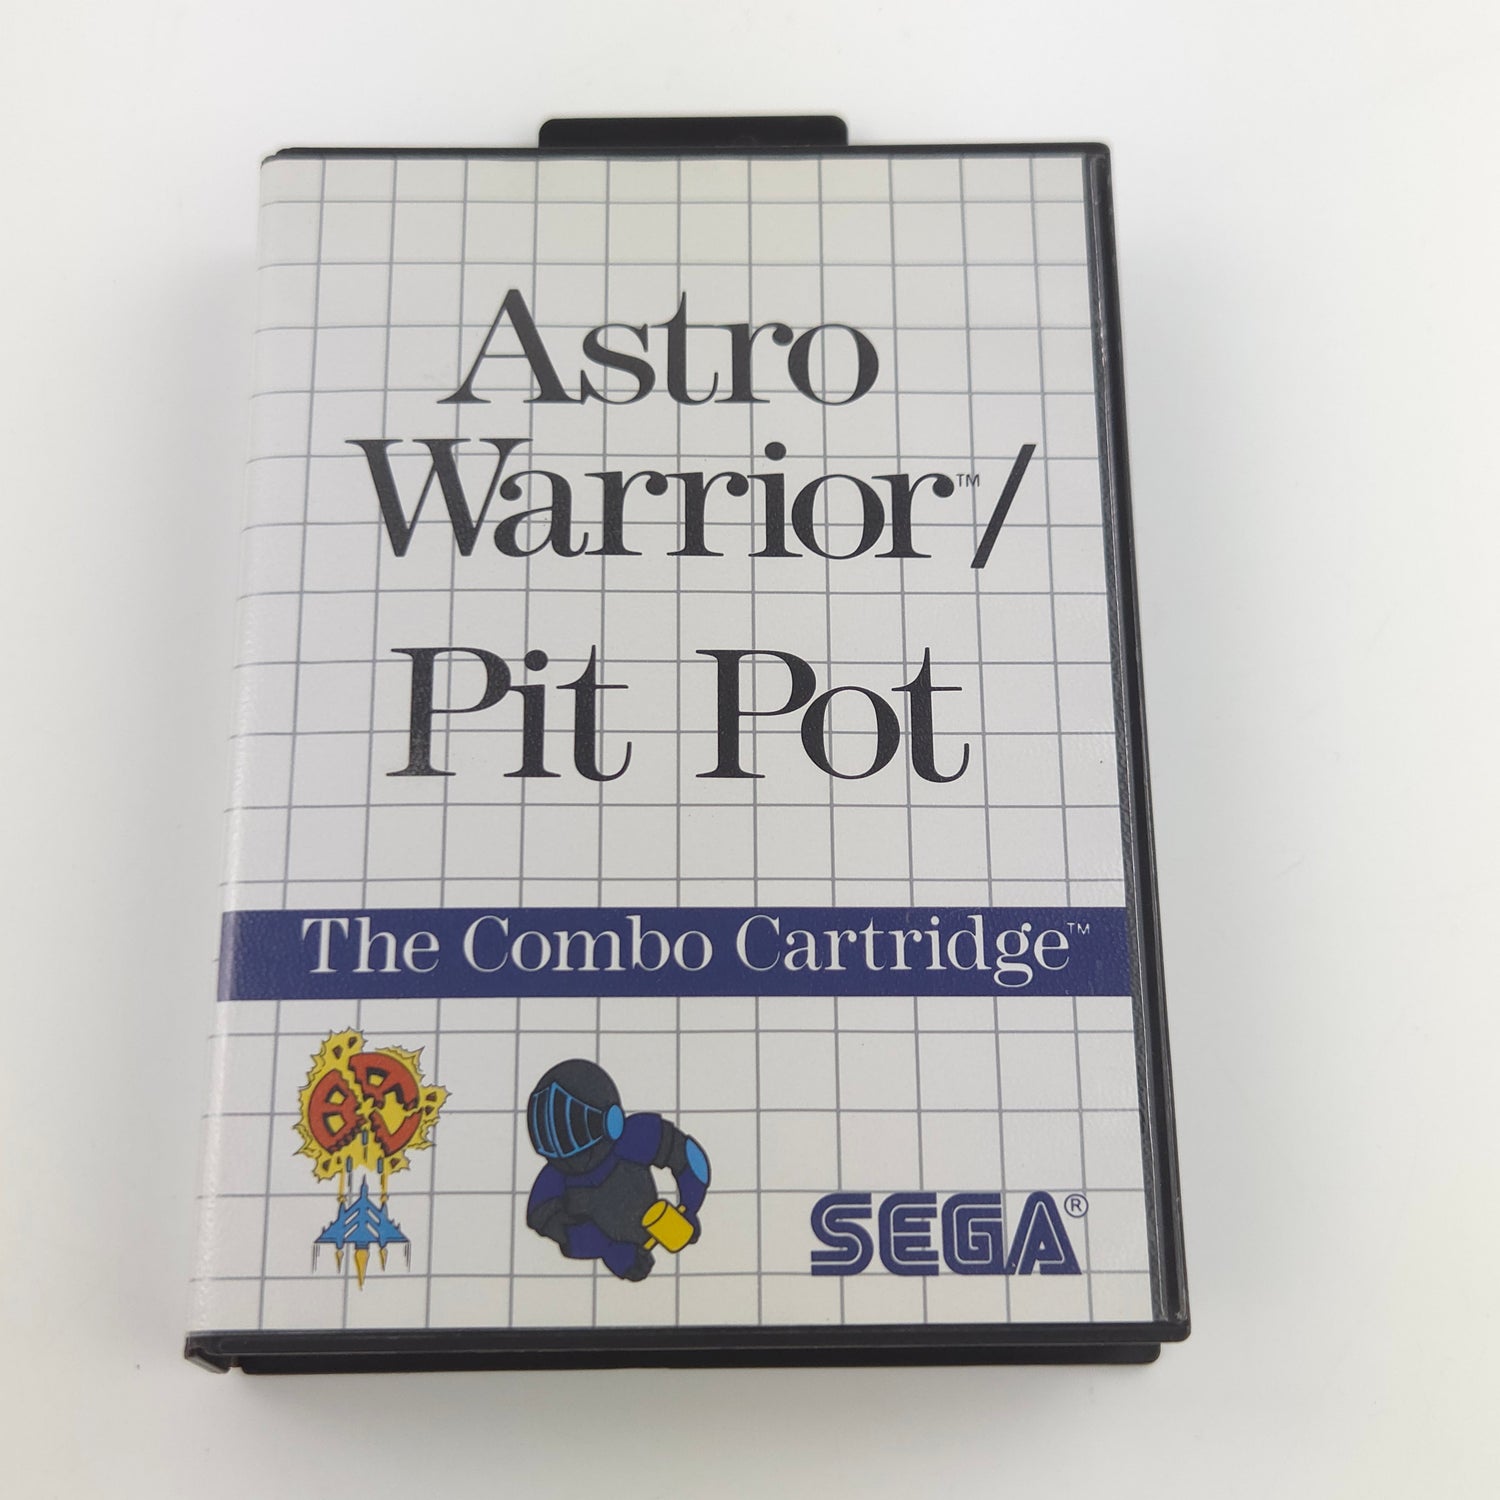 Astro
Warrior™/
Pit Pot
The Combo Cartridge™
SEGA®